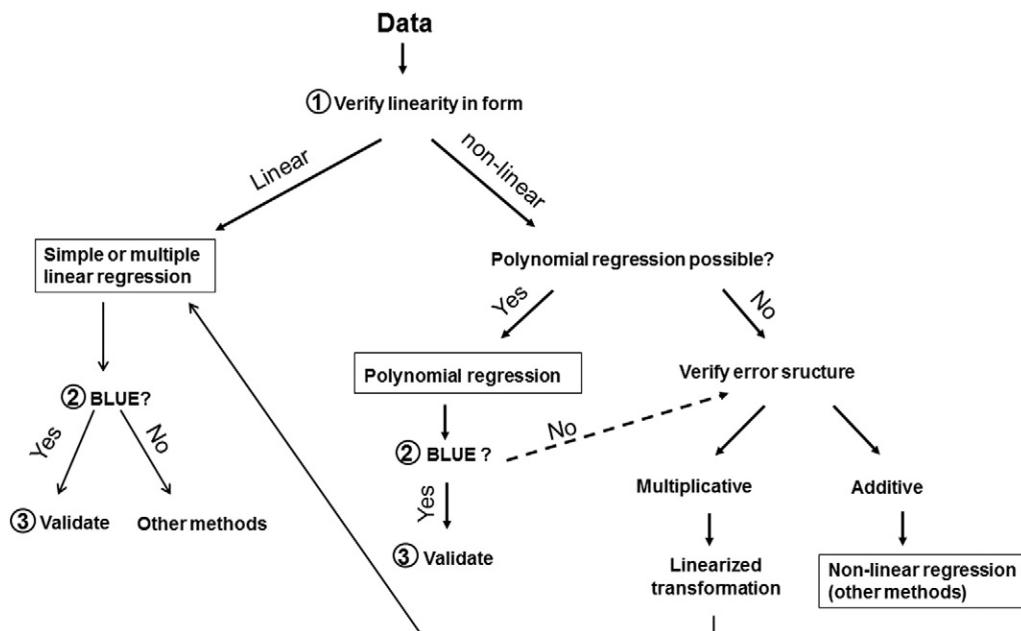 Data
① Verify linearity in form
Linear
non-linear
Simple or multiple
linear regression
Polynomial regression possible?
Yes
No
Polynomial regression
Verify error sructure
② BLUE?
Yes
No
② BLUE ?
No
Yes
Multiplicative
Additive
③ Validate
Other methods
③ Validate
Linearized
transformation
Non-linear regression
(other methods)